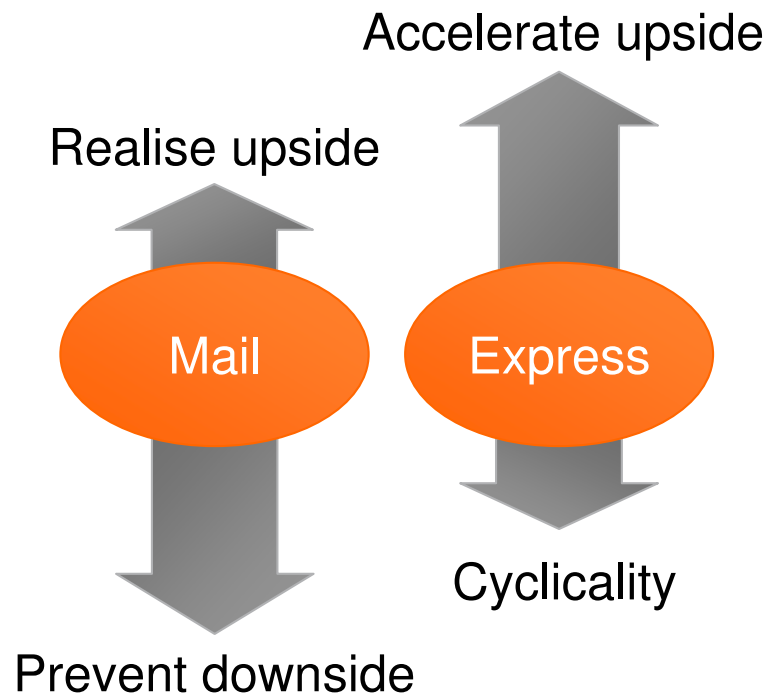 Accelerate upside
Realise upside
Mail
Express
Cyclicality
Prevent downside